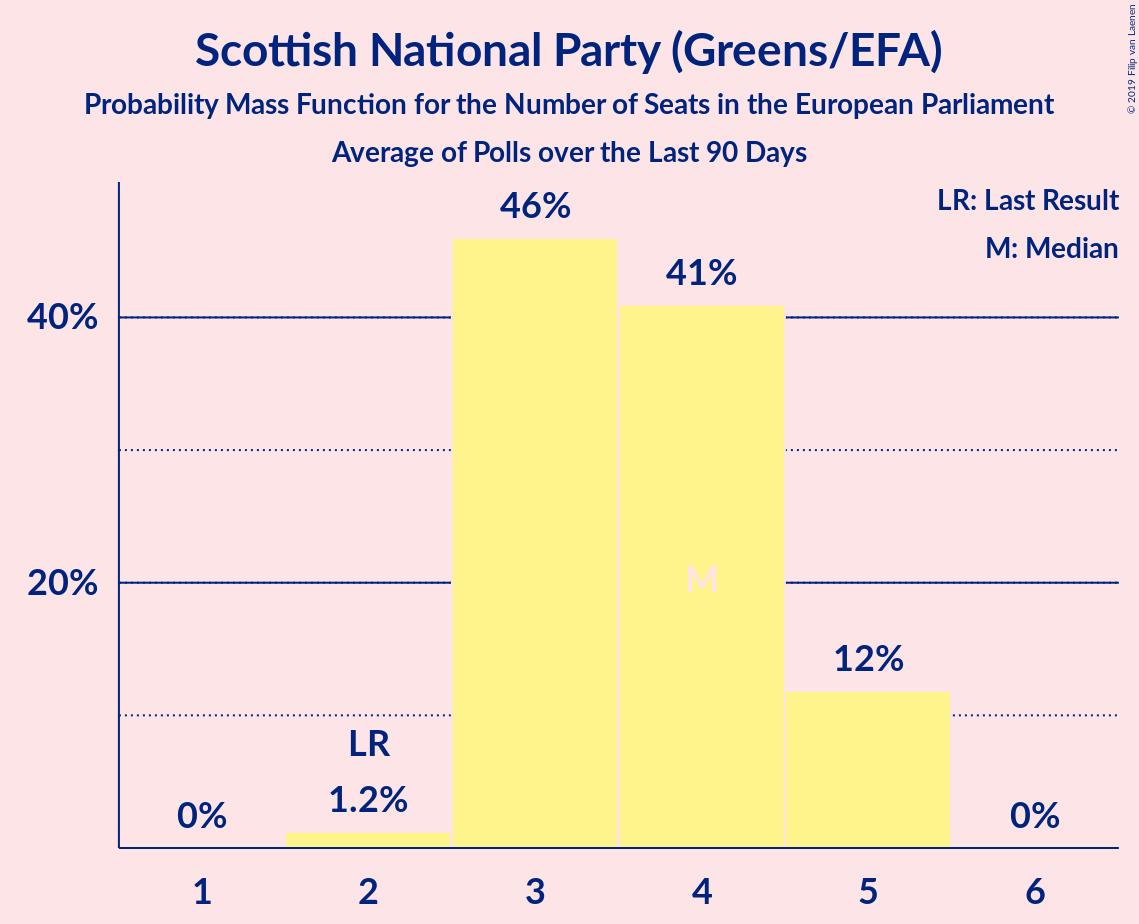 Scottish National Party (Greens/EFA)
Probability Mass Function for the Number of Seats in the European Parliament
Average of Polls over the Last 90 Days
© 2019 Filip van Laenen
LR: Last Result
M: Median
46%
41%
40%
M
20%
12%
LR
1.2%
0%
0%
1 2 3 4 5 6